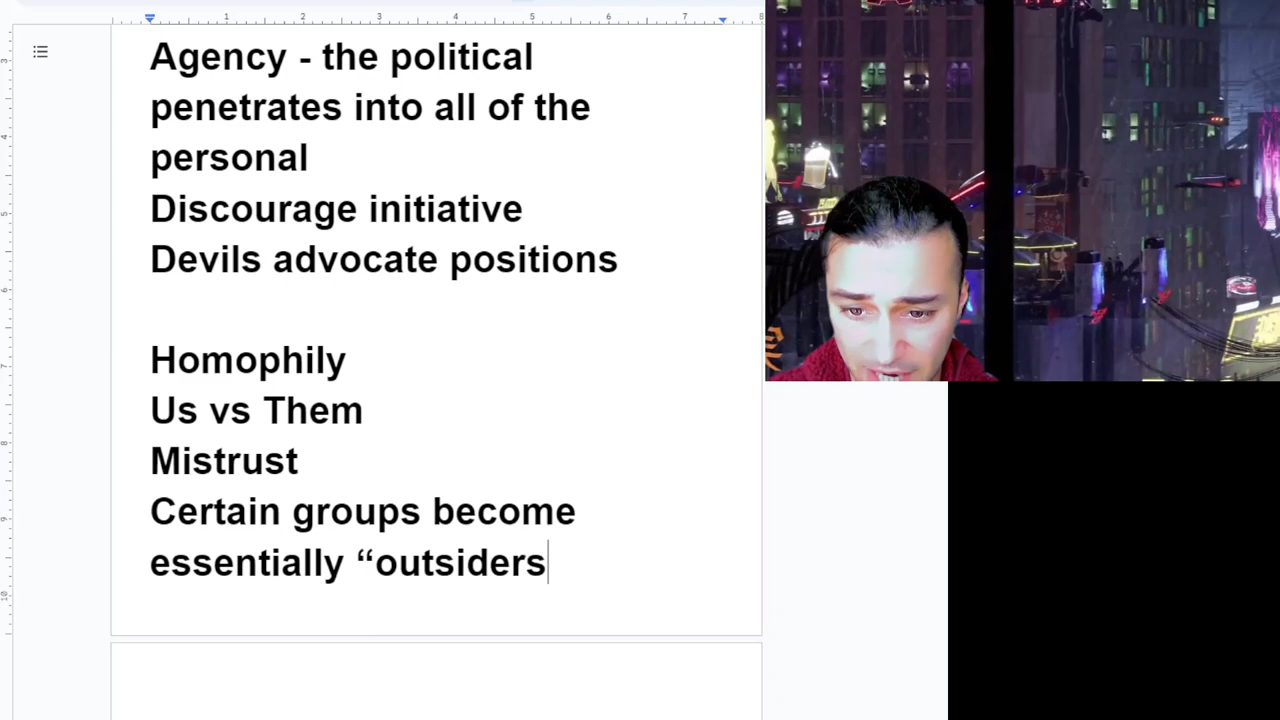 Agency - the political
penetrates into all of the
personal
Discourage initiative
Devils advocate positions
Homophily
Us vs Them
Mistrust
Certain groups become
essentially “outsiders